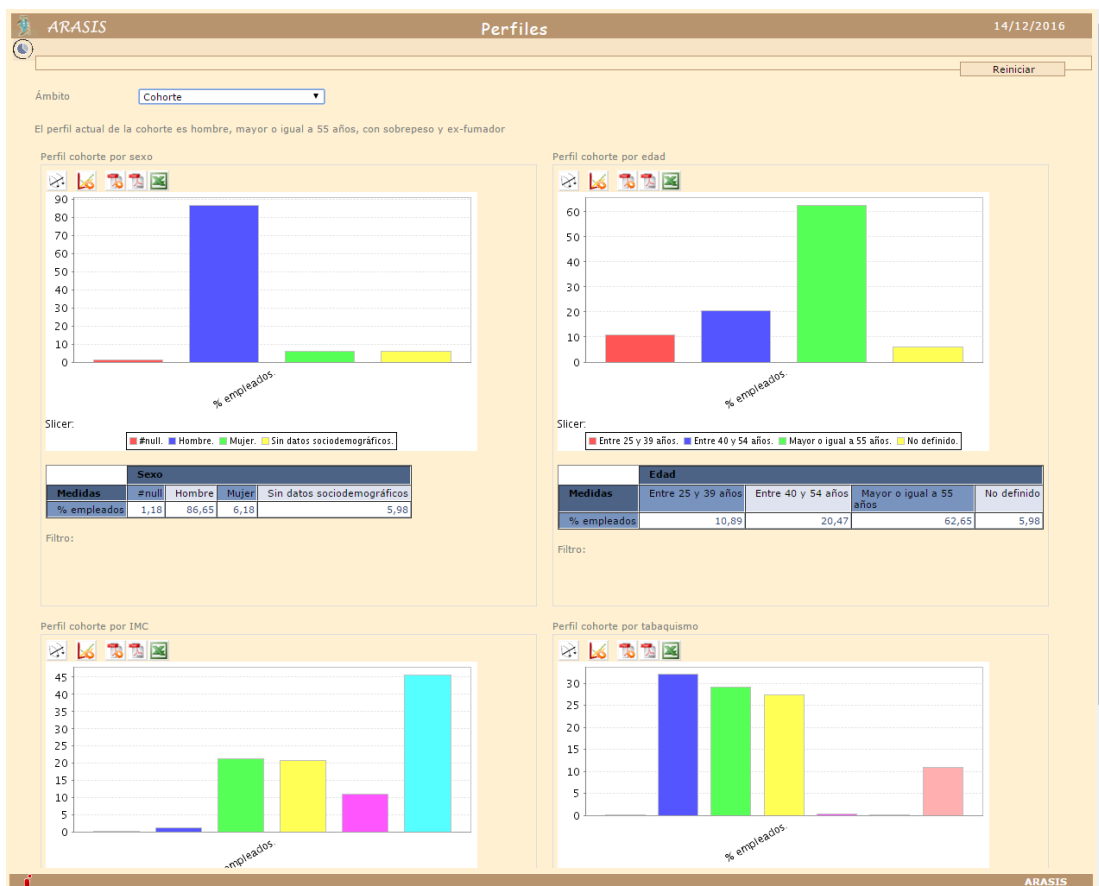 ARASIS Perfiles 14/12/2016
Reiniciar
Ámbito Cohorte
El perfil actual de la cohorte es hombre, mayor o igual a 55 años, con sobrepeso y ex-fumador
Perfil cohorte por sexo
90
80
70
60
50
40
30
20
10
0
% empleados.
Slicer:
#null. Hombre. Mujer. Sin datos sociodemográficos.
Sexo
Medidas #null Hombre Mujer Sin datos sociodemográficos
% empleados 1,18 86,65 6,18 5,98
Filtro:
Perfil cohorte por edad
60
50
40
30
20
10
0
% empleados.
Slicer:
Entre 25 y 39 años. Entre 40 y 54 años. Mayor o igual a 55 años. No definido.
Edad
Medidas Entre 25 y 39 años Entre 40 y 54 años Mayor o igual a 55 años No definido
% empleados 10,89 20,47 62,65 5,98
Filtro:
Perfil cohorte por IMC
45
40
35
30
25
20
15
10
5
0
empleados.
Perfil cohorte por tabaquismo
30
25
20
15
10
5
0
% empleados.
ARASIS